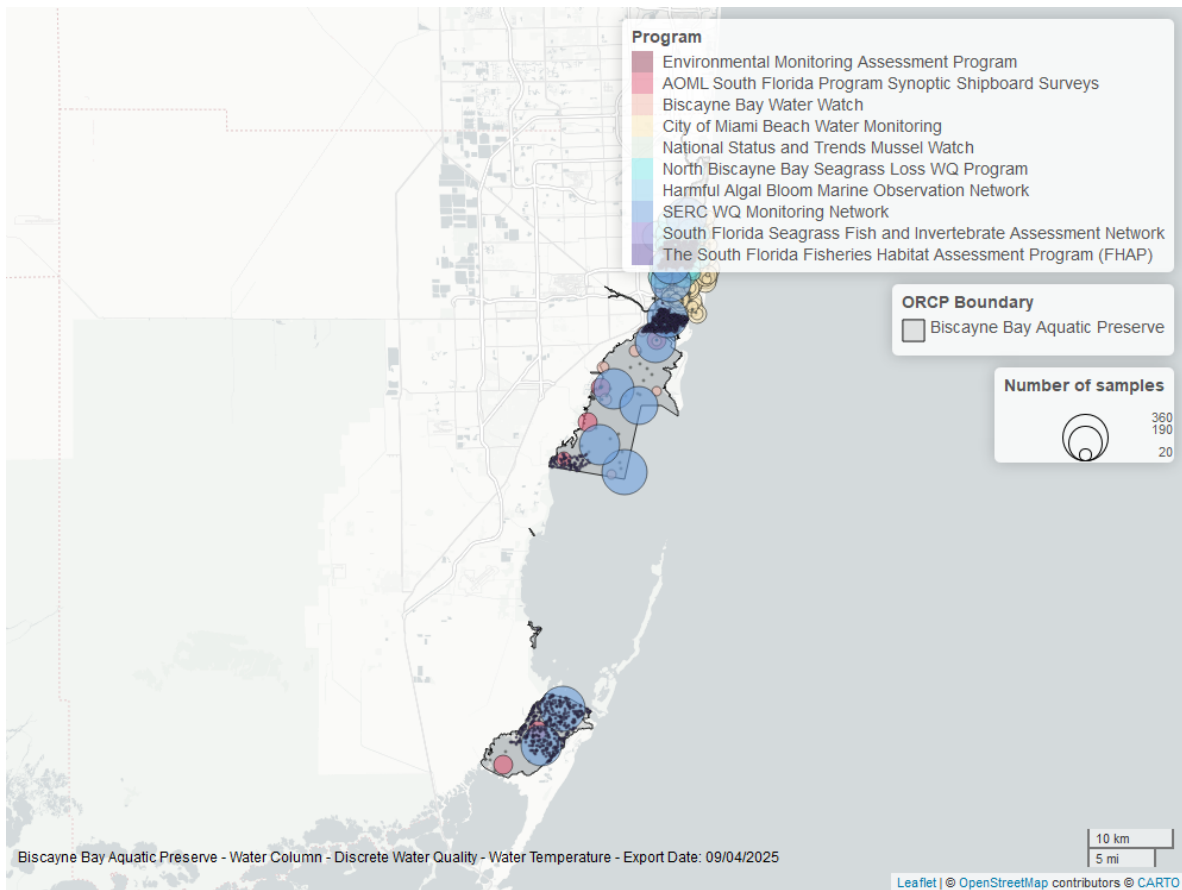 Program
Environmental Monitoring Assessment Program
AOML South Florida Program Synoptic Shipboard Surveys
Biscayne Bay Water Watch
City of Miami Beach Water Monitoring
National Status and Trends Mussel Watch
North Biscayne Bay Seagrass Loss WQ Program
Harmful Algal Bloom Marine Observation Network
SERC WQ Monitoring Network
South Florida Seagrass Fish and Invertebrate Assessment Network
The South Florida Fisheries Habitat Assessment Program (FHAP)
ORCP Boundary
Biscayne Bay Aquatic Preserve
Number of samples
360
190
20
10 km
5 mi
Biscayne Bay Aquatic Preserve - Water Column - Discrete Water Quality - Water Temperature - Export Date: 09/04/2025
Leaflet | © OpenStreetMap contributors © CARTO